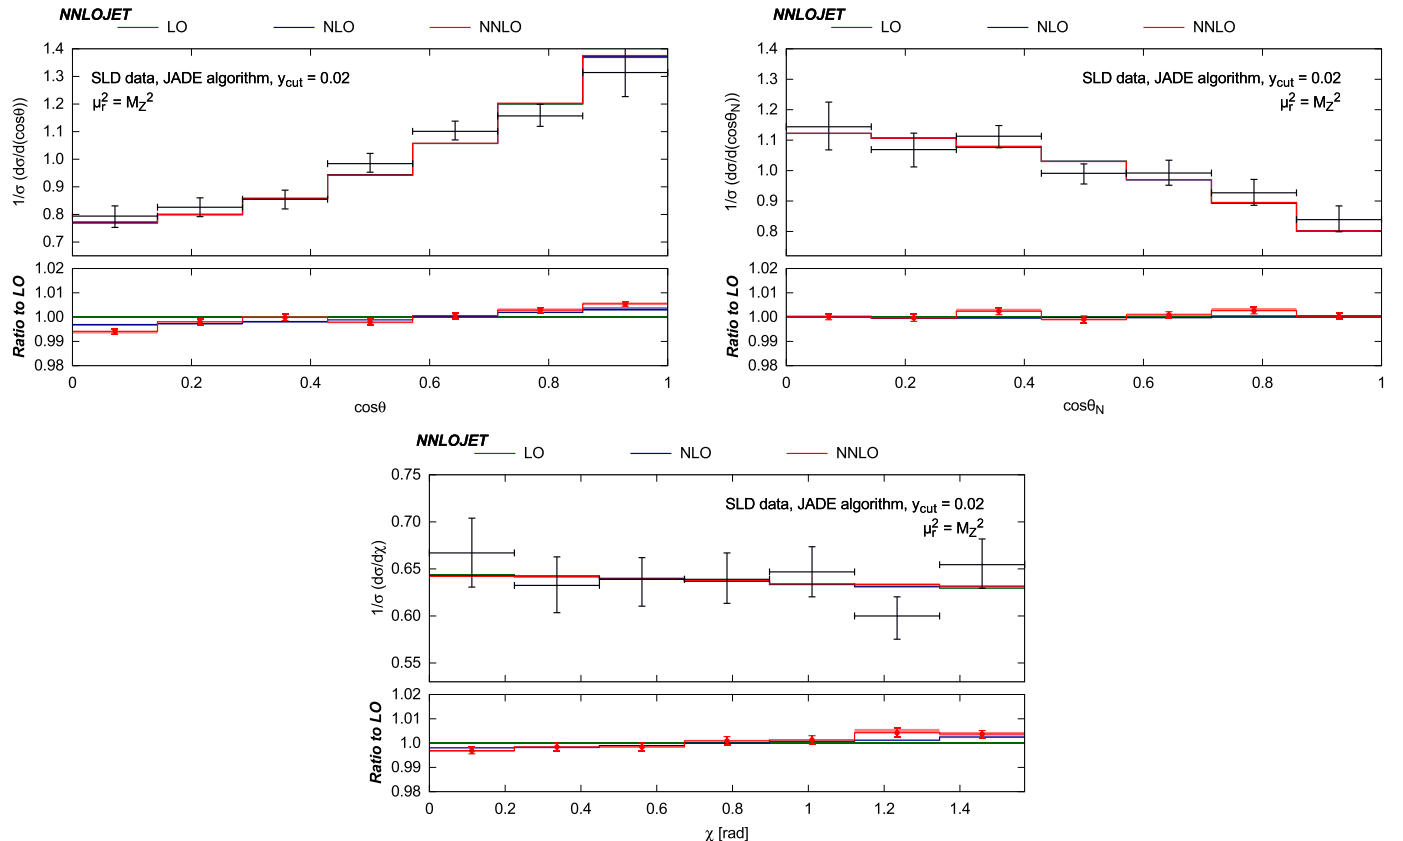 NNLOJET
LO NLO NNLO
1/σ (dσ/d(cosθ))
1.4
1.3
1.2
1.1
1.0
0.9
0.8
0.7
SLD data, JADE algorithm, y_cut = 0.02
μ_r^2 = M_Z^2
Ratio to LO
1.02
1.01
1.00
0.99
0.98
0 0.2 0.4 0.6 0.8 1
cosθ
NNLOJET
LO NLO NNLO
1/σ (dσ/d(cosθ_N))
1.4
1.3
1.2
1.1
1.0
0.9
0.8
SLD data, JADE algorithm, y_cut = 0.02
μ_r^2 = M_Z^2
Ratio to LO
1.02
1.01
1.00
0.99
0.98
0 0.2 0.4 0.6 0.8 1
cosθ_N
NNLOJET
LO NLO NNLO
1/σ (dσ/dχ)
0.75
0.70
0.65
0.60
0.55
SLD data, JADE algorithm, y_cut = 0.02
μ_r^2 = M_Z^2
Ratio to LO
1.02
1.01
1.0
0.99
0.98
0 0.2 0.4 0.6 0.8 1 1.2 1.4
χ [rad]